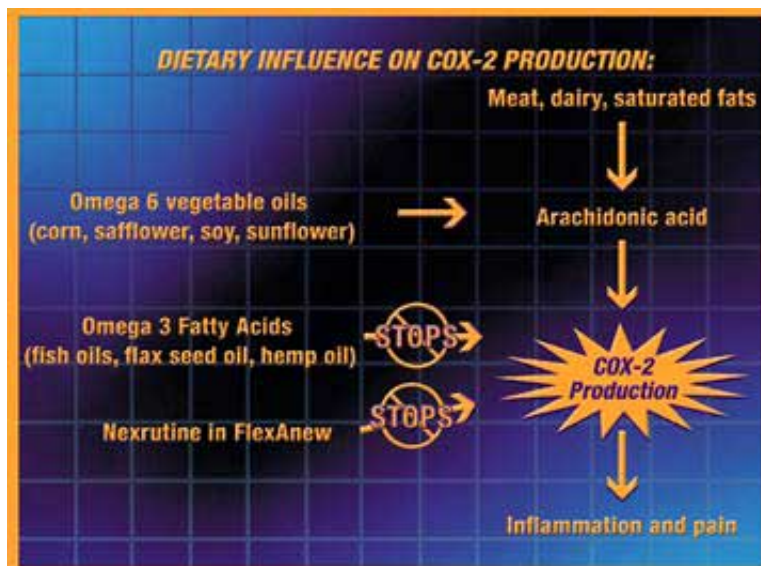 DIETARY INFLUENCE ON COX-2 PRODUCTION:
Meat, dairy, saturated fats
Omega 6 vegetable oils
(corn, safflower, soy, sunflower)
Arachidonic acid
Omega 3 Fatty Acids
(fish oils, flax seed oil, hemp oil)
STOPS
COX-2
Production
Nexrutine in FlexAnew
STOPS
Inflammation and pain